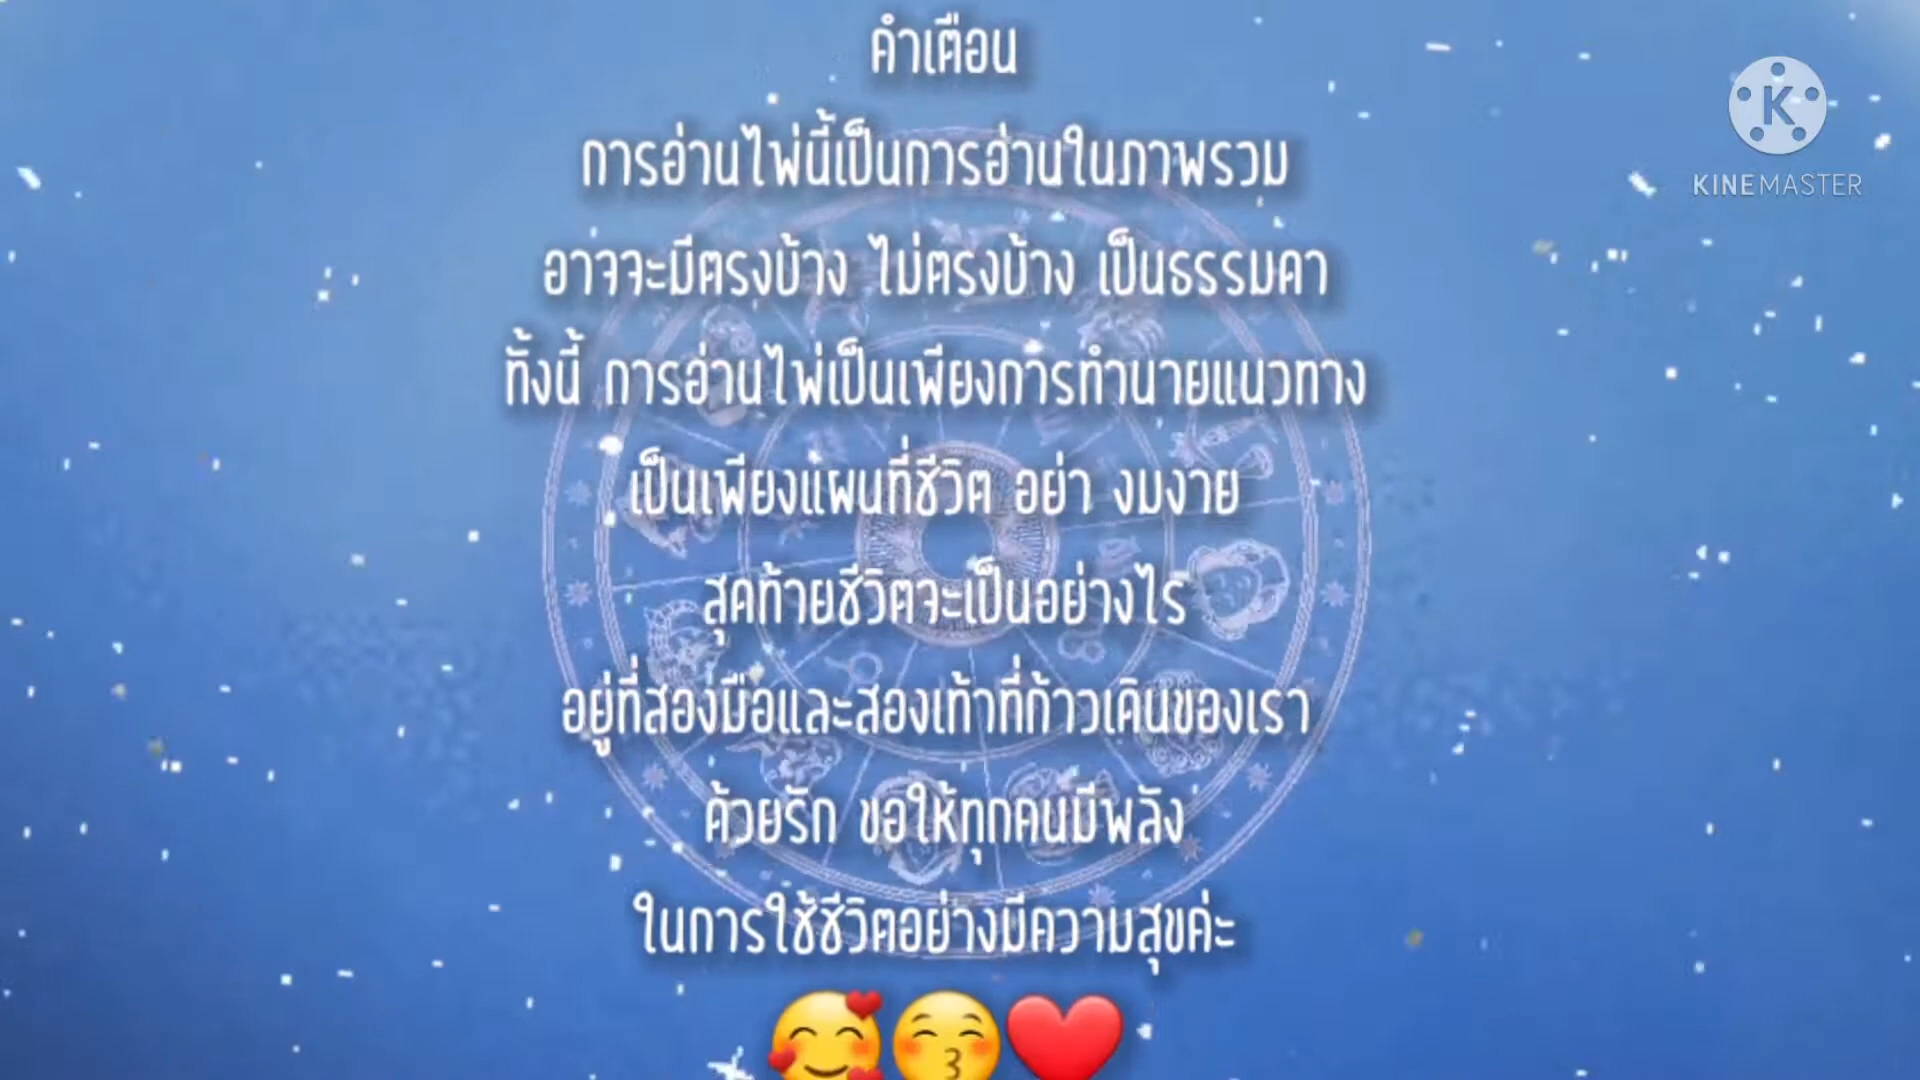 คำเตือน
การอ่านไพ่นี้เป็นการอ่านในภาพรวม
อาจจะมีตรงบ้าง ไม่ตรงบ้าง เป็นธรรมดา
ทั้งนี้ การอ่านไพ่เป็นเพียงการทำนายแนวทาง
เป็นเพียงแผนที่ชีวิต อย่า งมงาย
สุดท้ายชีวิตจะเป็นอย่างไร
อยู่ที่สองมือและสองเท้าที่ก้าวเดินของเรา
ด้วยรัก ขอให้ทุกคนมีพลัง
ในการใช้ชีวิตอย่างมีความสุขค่ะ
K
KINEMASTER